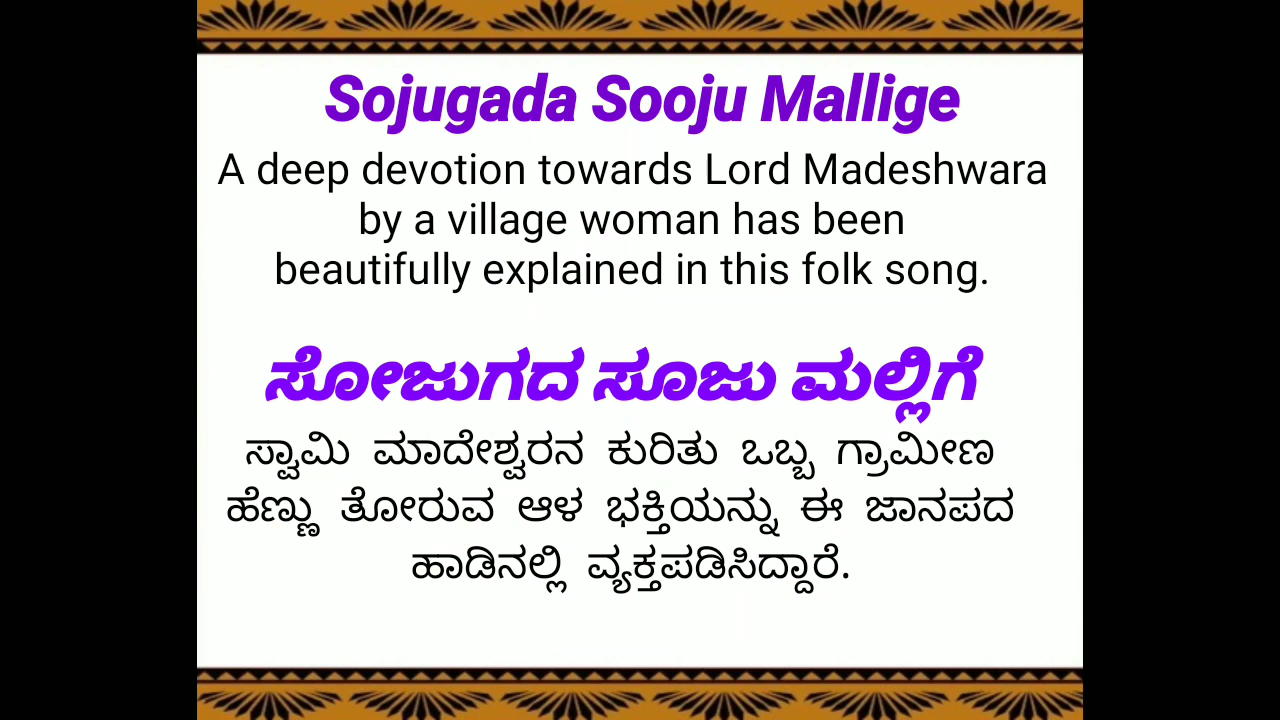 Sojugada Sooju Mallige
A deep devotion towards Lord Madeshwara
by a village woman has been
beautifully explained in this folk song.
ಸೋಜುಗದ ಸೂಜು ಮಲ್ಲಿಗೆ
ಸ್ವಾಮಿ ಮಾದೇಶ್ವರನ ಕುರಿತು ಒಬ್ಬ ಗ್ರಾಮೀಣ
ಹೆಣ್ಣು ತೋರುವ ಆಳ ಭಕ್ತಿಯನ್ನು ಈ ಜಾನಪದ
ಹಾಡಿನಲ್ಲಿ ವ್ಯಕ್ತಪಡಿಸಿದ್ದಾರೆ.